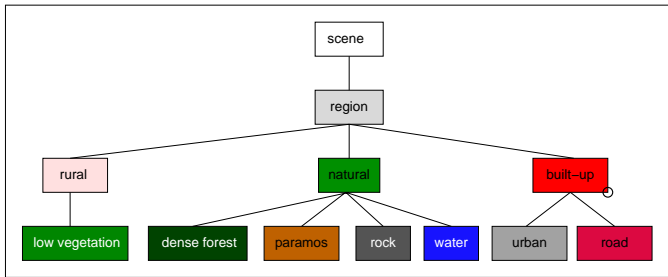 scene
region
rural
natural
built-up
low vegetation
dense forest
paramos
rock
water
urban
road